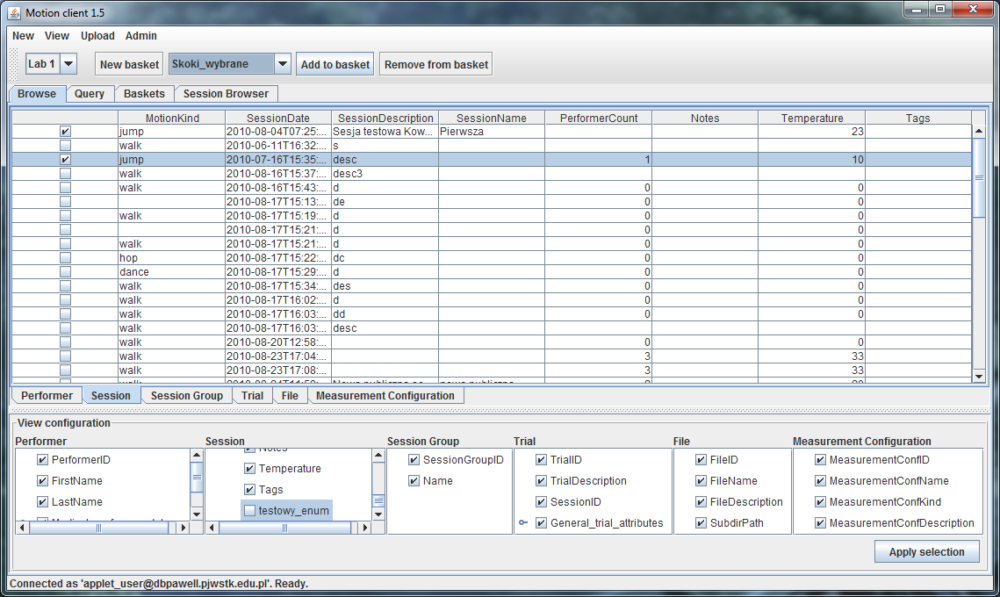 Motion client 1.5
New View Upload Admin
Lab 1 New basket Skoki_wybrane Add to basket Remove from basket
Browse Query Baskets Session Browser
MotionKind SessionDate SessionDescription SessionName PerformerCount Notes Temperature Tags
jump 2010-08-04T07:25:... Sesja testowa Kow... Pierwsza 23
walk 2010-06-11T16:32:... s
jump 2010-07-16T15:35:... desc 1 10
walk 2010-08-16T15:37:... desc3
walk 2010-08-16T15:43:... d 0 0
2010-08-17T15:13:... de 0 0
walk 2010-08-17T15:19:... d 0 0
2010-08-17T15:21:... d 0 0
walk 2010-08-17T15:21:... d 0 0
hop 2010-08-17T15:22:... dc 0 0
dance 2010-08-17T15:29:... d 0 0
walk 2010-08-17T15:34:... des 0 0
walk 2010-08-17T16:02:... d 0 0
walk 2010-08-17T16:03:... dd 0 0
walk 2010-08-17T16:03:... desc
walk 2010-08-20T12:58:... 0 0
walk 2010-08-23T17:04:... 3 33
walk 2010-08-23T17:08:... 3 33
Performer Session Session Group Trial File Measurement Configuration
View configuration
Performer Session Session Group Trial File Measurement Configuration
Notes
PerformerID Temperature SessionGroupID TrialID FileID MeasurementConfID
FirstName Tags Name TrialDescription FileName MeasurementConfName
LastName testowy_enum SessionID FileDescription MeasurementConfKind
General_trial_attributes SubdirPath MeasurementConfDescription
Apply selection
Connected as 'applet_user@dbpawell.pjwstk.edu.pl'. Ready.